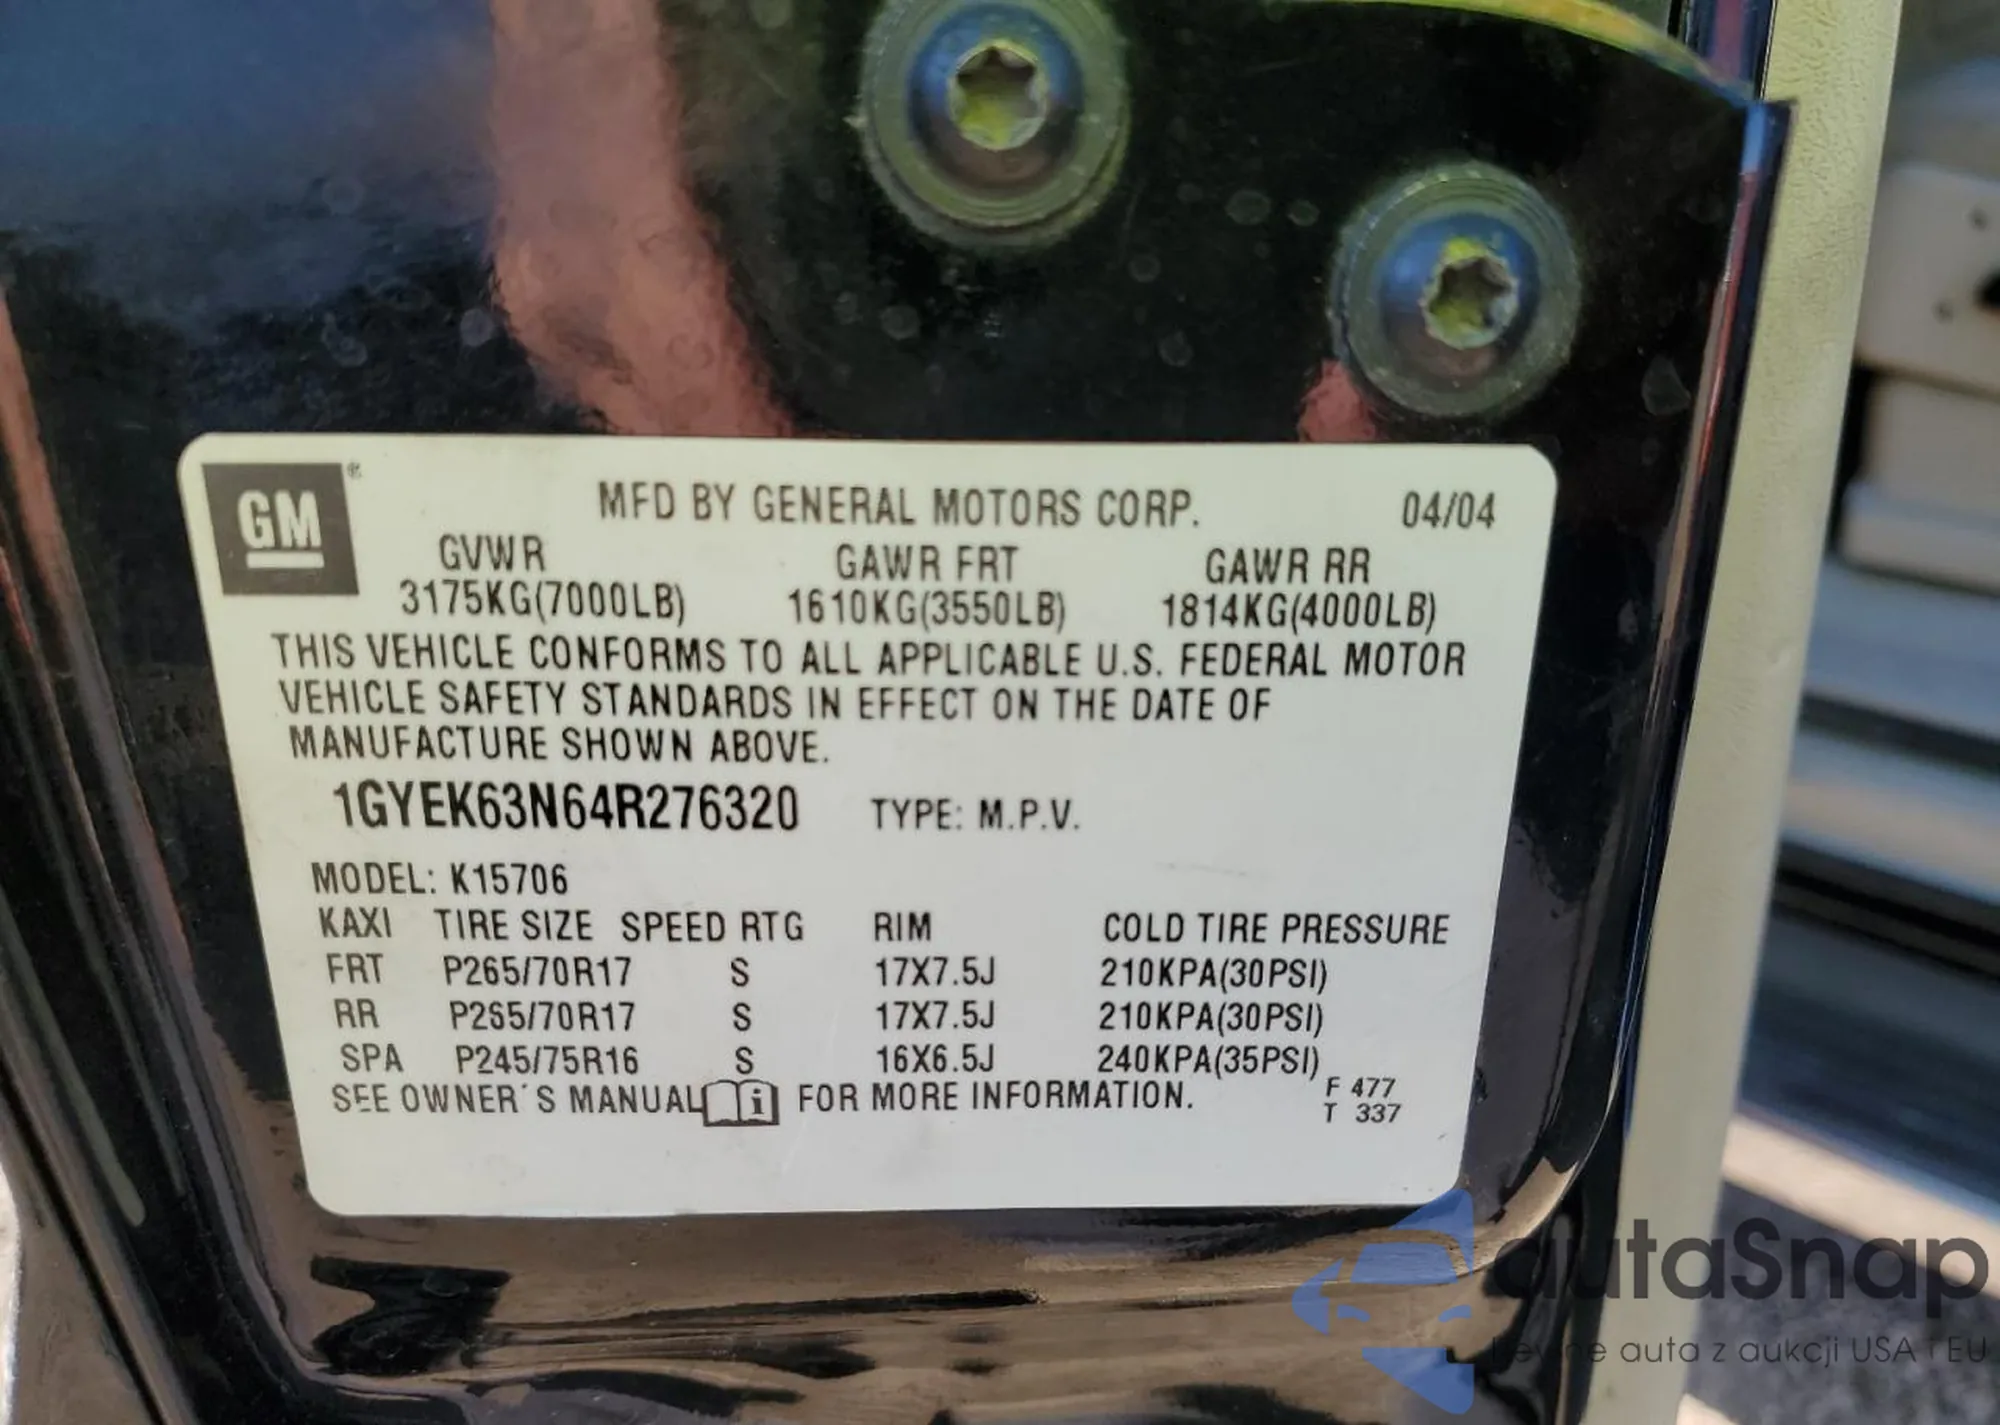 GM ®
MFD BY GENERAL MOTORS CORP. 04/04
GVWR GAWR FRT GAWR RR
3175KG(7000LB) 1610KG(3550LB) 1814KG(4000LB)
THIS VEHICLE CONFORMS TO ALL APPLICABLE U.S. FEDERAL MOTOR
VEHICLE SAFETY STANDARDS IN EFFECT ON THE DATE OF
MANUFACTURE SHOWN ABOVE.
1GYEK63N64R276320 TYPE: M.P.V.
MODEL: K15706
KAXI TIRE SIZE SPEED RTG RIM COLD TIRE PRESSURE
FRT P265/70R17 S 17X7.5J 210KPA(30PSI)
RR P265/70R17 S 17X7.5J 210KPA(30PSI)
SPA P245/75R16 S 16X6.5J 240KPA(35PSI)
SEE OWNER'S MANUAL i FOR MORE INFORMATION.
F 477
T 337
autaSnap
auta z aukcji USA i EU